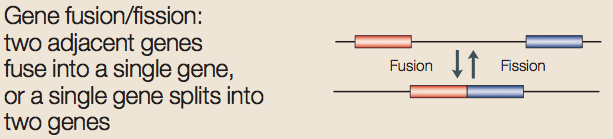 Gene fusion/fission:
two adjacent genes
fuse into a single gene,
or a single gene splits into
two genes
Fusion
Fission